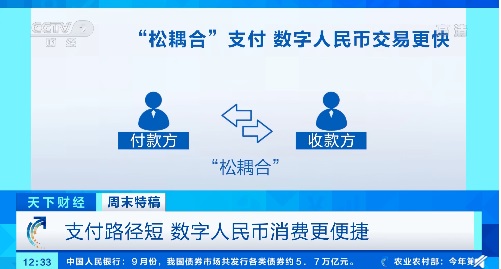 CCTV 2
财经
“松耦合”支付 数字人民币交易更快
付款方
收款方
“松耦合”
天下财经
周末特稿
支付路径短 数字人民币消费更便捷
12:33 中国人民银行：9月份，我国债券市场共发行各类债券约5．7万亿元。 农业农村部：今年第